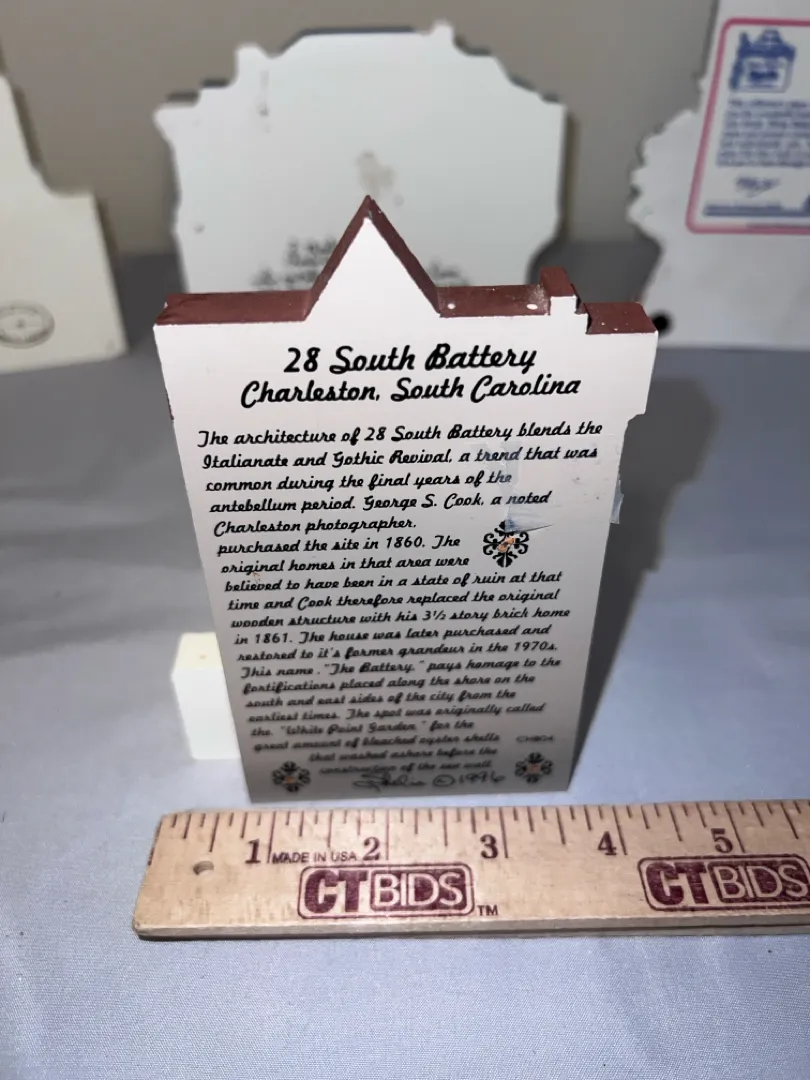 28 South Battery
Charleston, South Carolina
The architecture of 28 South Battery blends the
Italianate and Gothic Revival, a trend that was
common during the final years of the
antebellum period. George S. Cook, a noted
Charleston photographer,
purchased the site in 1860. The
original homes in that area were
believed to have been in a state of ruin at that
time and Cook therefore replaced the original
wooden structure with his 3½ story brick home
in 1861. The house was later purchased and
restored to it's former grandeur in the 1970s.
This name, "The Battery," pays homage to the
fortifications placed along the shore on the
south and east sides of the city from the
earliest times. The spot was originally called
the "White Point Garden" for the
great amount of bleached oyster shells
CHB04
that washed ashore before the
construction of the sea wall
©1996
1 MADE IN USA 2 3 4 5
CTBIDS™ CTBIDS